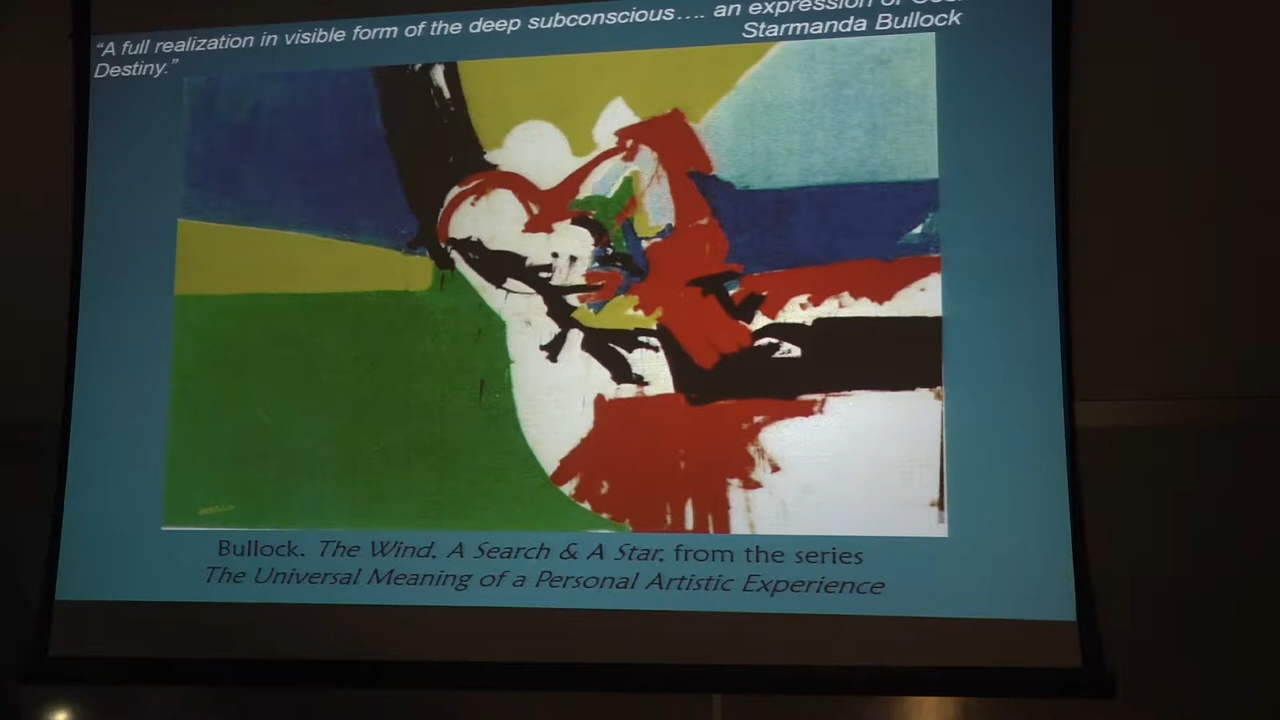 "A full realization in visible form of the deep subconscious.... an expression of
Destiny."
Starmanda Bullock
Bullock. The Wind, A Search & A Star, from the series
The Universal Meaning of a Personal Artistic Experience